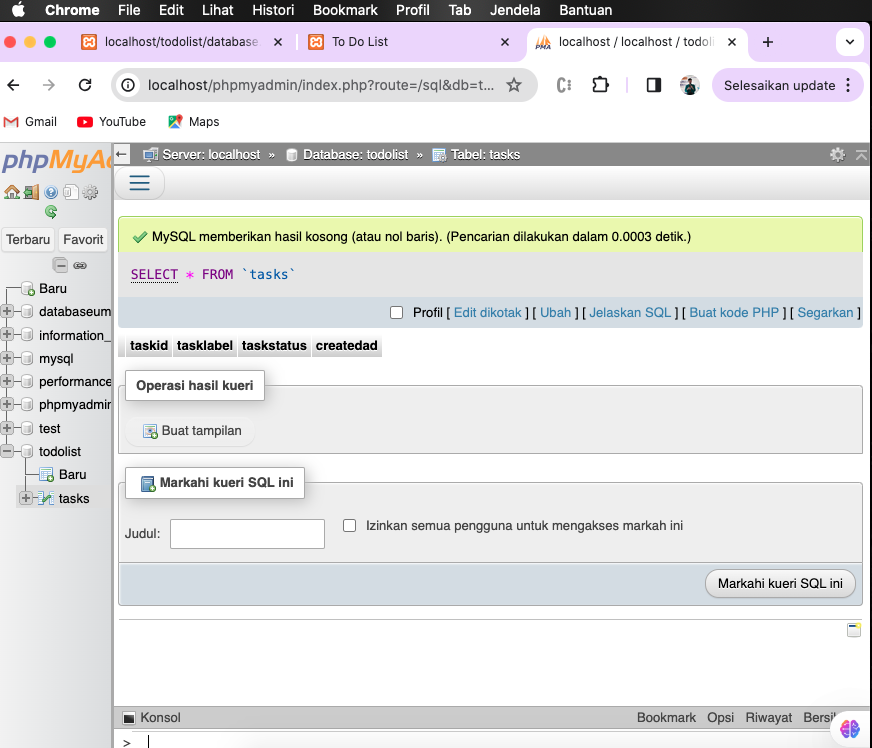 Chrome File Edit Lihat Histori Bookmark Profil Tab Jendela Bantuan
localhost/todolist/database
To Do List
localhost / localhost / todoli
localhost/phpmyadmin/index.php?route=/sql&db=t...
Selesaikan update
Gmail YouTube Maps
phpMyAd
Server: localhost » Database: todolist » Tabel: tasks
Terbaru Favorit
Baru
databaseum
information_
mysql
performance
phpmyadmin
test
todolist
Baru
tasks
MySQL memberikan hasil kosong (atau nol baris). (Pencarian dilakukan dalam 0.0003 detik.)
SELECT * FROM `tasks`
Profil [ Edit dikotak ] [ Ubah ] [ Jelaskan SQL ] [ Buat kode PHP ] [ Segarkan ]
taskid tasklabel taskstatus createdad
Operasi hasil kueri
Buat tampilan
Markahi kueri SQL ini
Judul:
Izinkan semua pengguna untuk mengakses markah ini
Markahi kueri SQL ini
Konsol
Bookmark Opsi Riwayat Bersi
>